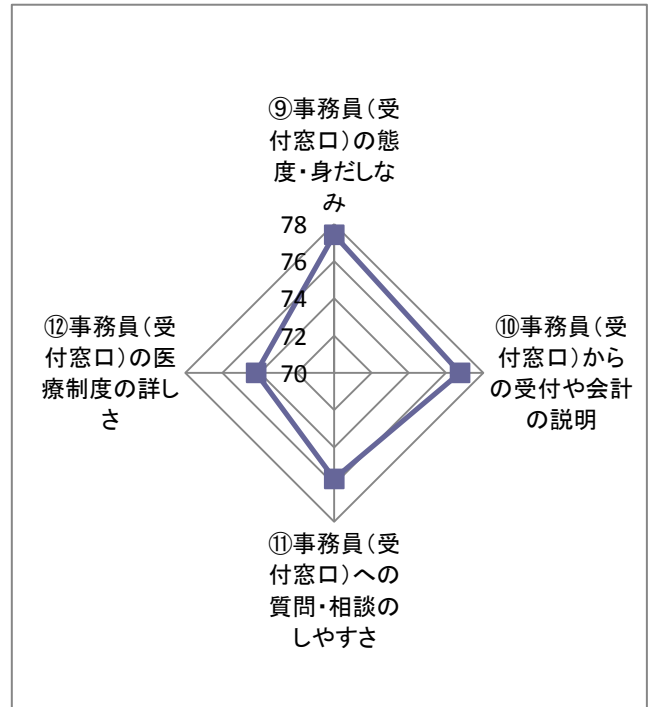 ⑨事務員（受
付窓口）の態
度・身だしな
み
78
76
74
72
70
⑫事務員（受
付窓口）の医
療制度の詳し
さ
⑩事務員（受
付窓口）から
の受付や会計
の説明
⑪事務員（受
付窓口）への
質問・相談の
しやすさ